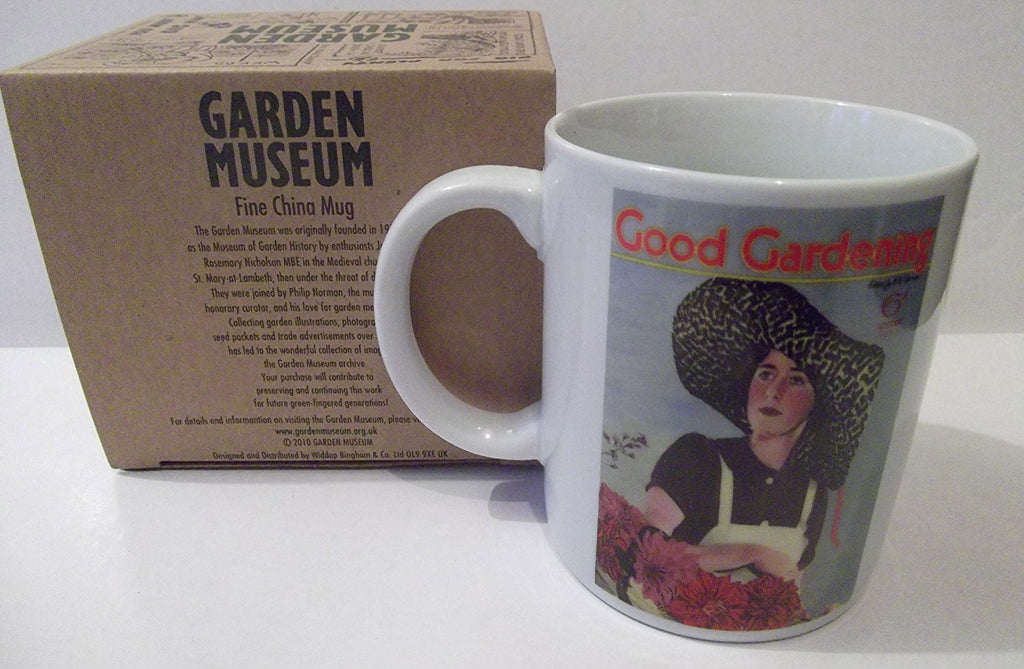 GARDEN
MUSEUM
GARDEN
MUSEUM
Fine China Mug
The Garden Museum was originally founded in 19
as the Museum of Garden History by enthusiasts J
Rosemary Nicholson MBE in the Medieval chu
St. Mary-at-Lambeth, then under the threat of d
They were joined by Philip Norman, the mu
honorary curator, and his love for garden me
Collecting garden illustrations, photogra
seed packets and trade advertisements over
has led to the wonderful collection of imag
the Garden Museum archive.
Your purchase will contribute to
preserving and continuing this work
for future green-fingered generations!
For details and information on visiting the Garden Museum, please v
www.gardenmuseum.org.uk
© 2010 GARDEN MUSEUM
Designed and Distributed by Widdop Bingham & Co. Ltd OL9 9XE UK
Good Gardening
6d